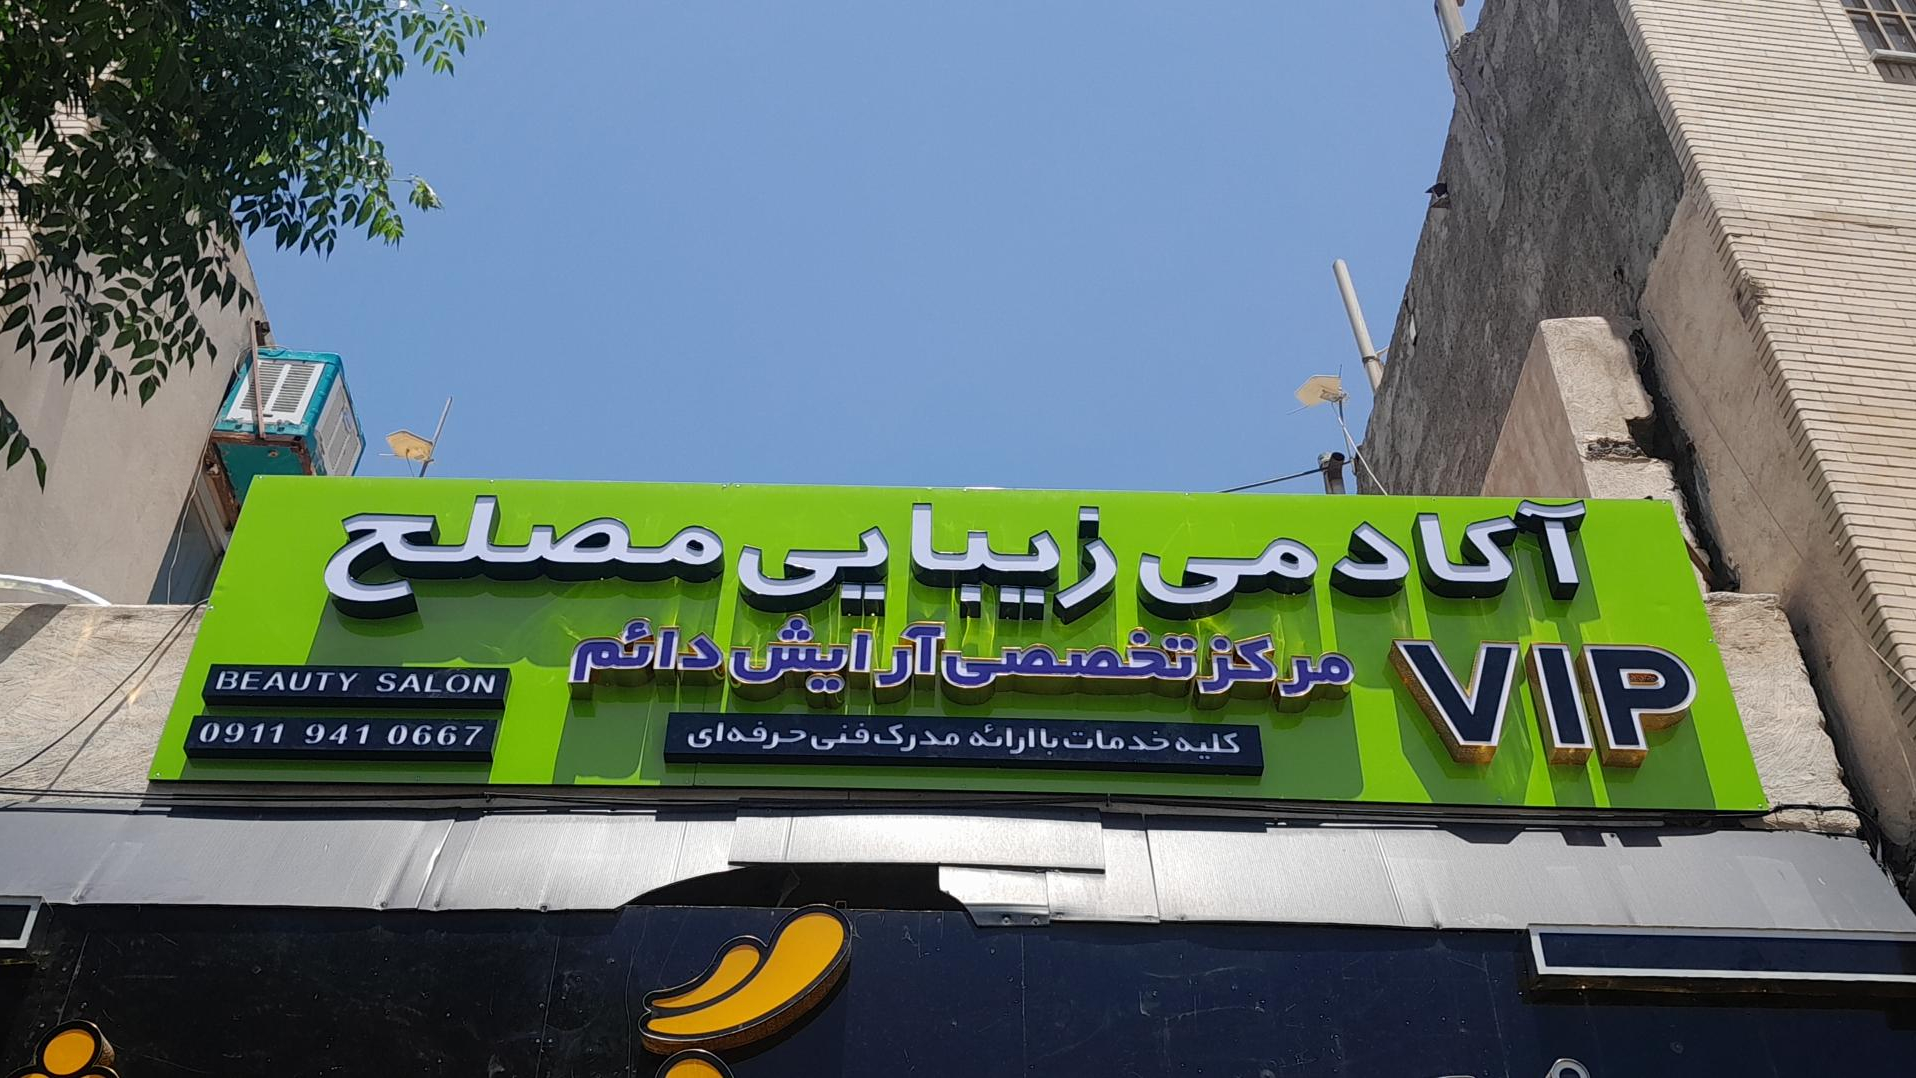 آکادمی زیبایی مصلح
VIP
مرکز تخصصی آرایش دائم
کلیه خدمات با ارائه مدرک فنی حرفه‌ای
BEAUTY SALON
0911 941 0667